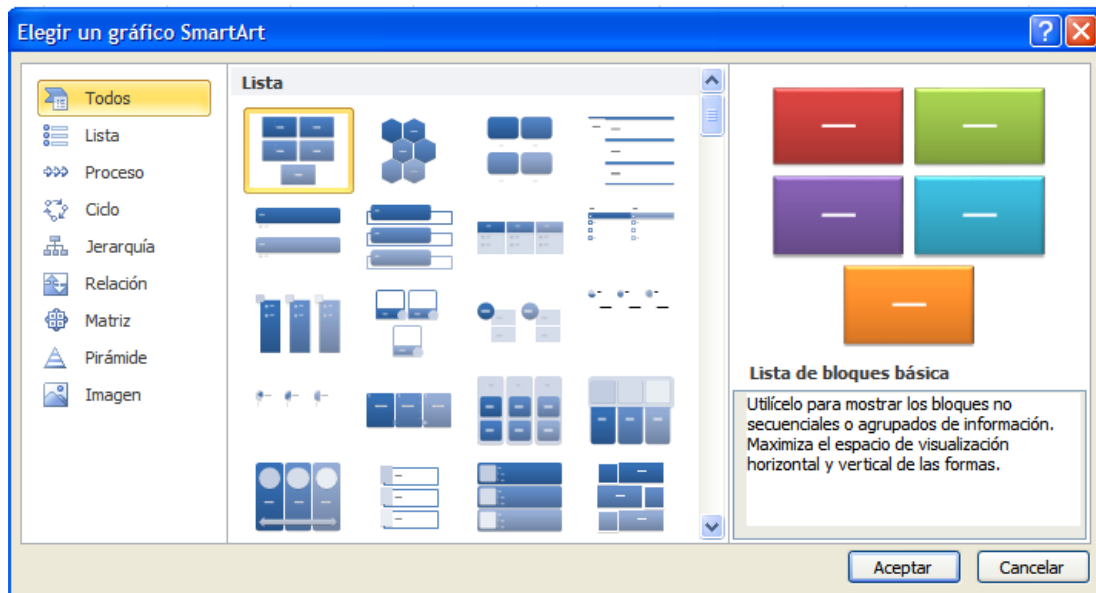 Elegir un gráfico SmartArt
Todos
Lista
Proceso
Ciclo
Jerarquía
Relación
Matriz
Pirámide
Imagen
Lista
Lista de bloques básica
Utilícelo para mostrar los bloques no
secuenciales o agrupados de información.
Maximiza el espacio de visualización
horizontal y vertical de las formas.
Aceptar
Cancelar